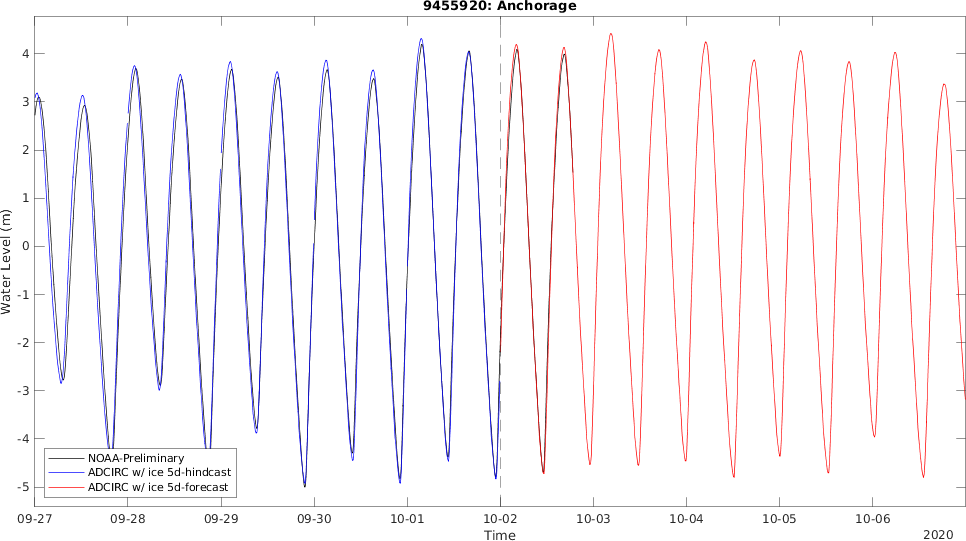 9455920: Anchorage
Water Level (m)
4
3
2
1
0
-1
-2
-3
-4
-5
NOAA-Preliminary
ADCIRC w/ ice 5d-hindcast
ADCIRC w/ ice 5d-forecast
09-27 09-28 09-29 09-30 10-01 10-02 10-03 10-04 10-05 10-06
Time
2020